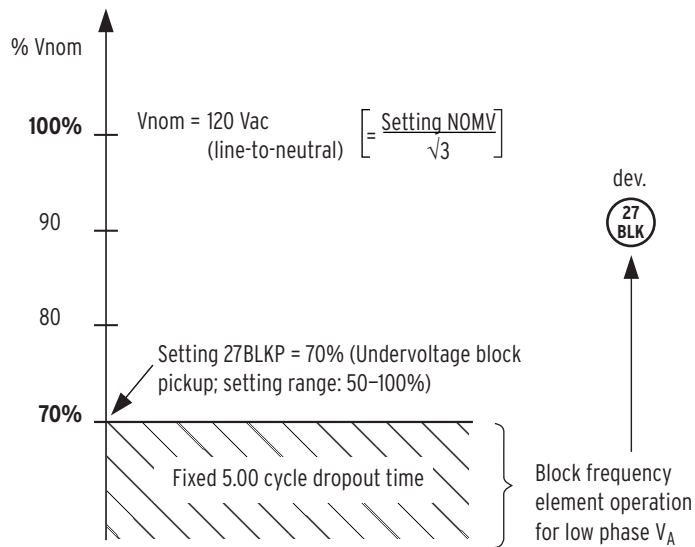 % Vnom
100%
Vnom = 120 Vac
(line-to-neutral)
[= Setting NOMV
√3]
dev.
27
BLK
90
80
Setting 27BLKP = 70% (Undervoltage block
pickup; setting range: 50–100%)
70%
Fixed 5.00 cycle dropout time
Block frequency
element operation
for low phase VA